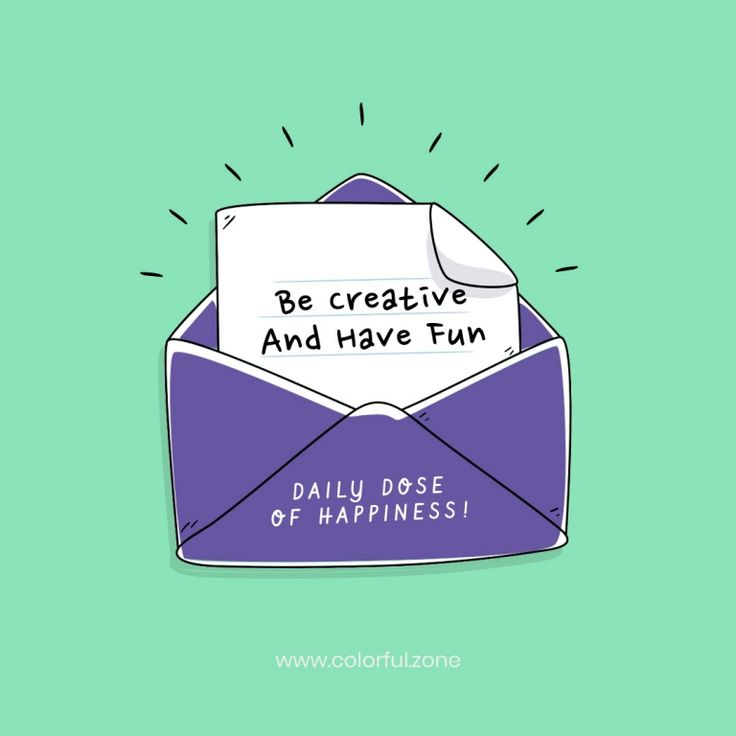 Be creative
And Have Fun
DAILY DOSE
OF HAPPINESS!
www.colorful.zone